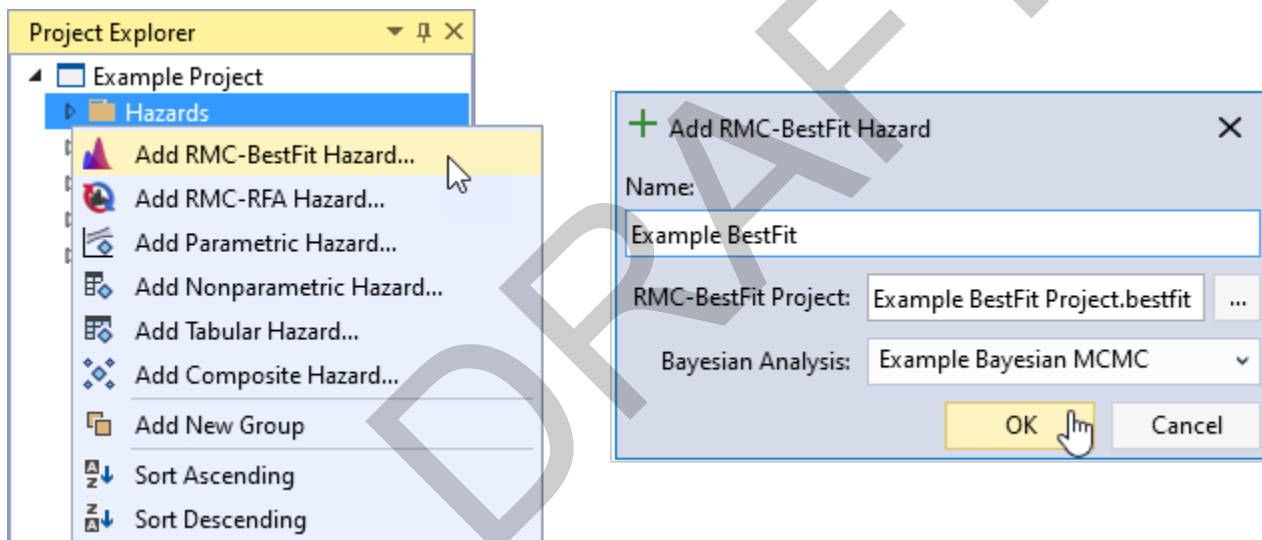 Project Explorer
Example Project
Hazards
Add RMC-BestFit Hazard...
Add RMC-RFA Hazard...
Add Parametric Hazard...
Add Nonparametric Hazard...
Add Tabular Hazard...
Add Composite Hazard...
Add New Group
Sort Ascending
Sort Descending
Add RMC-BestFit Hazard
Name:
Example BestFit
RMC-BestFit Project: Example BestFit Project.bestfit ...
Bayesian Analysis: Example Bayesian MCMC
OK Cancel
DRAF